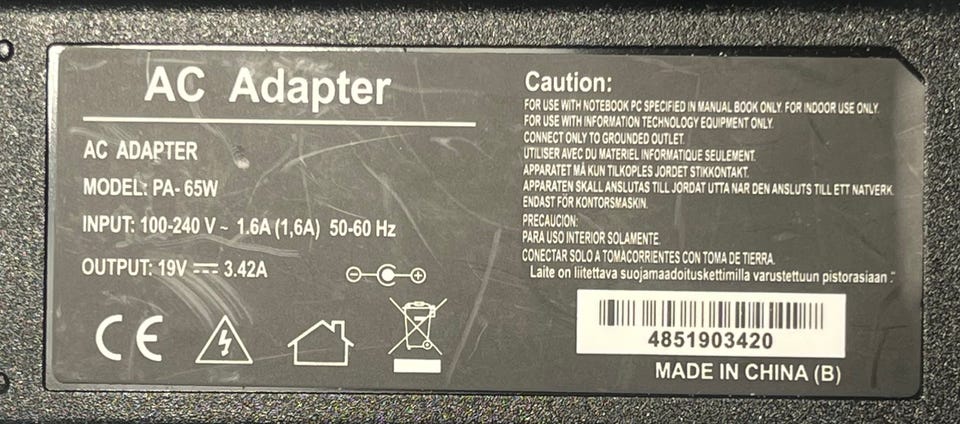 AC Adapter
AC ADAPTER
MODEL: PA- 65W
INPUT: 100-240 V ~ 1.6A (1,6A) 50-60 Hz
OUTPUT: 19V ⎓ 3.42A
CE
Caution:
FOR USE WITH NOTEBOOK PC SPECIFIED IN MANUAL BOOK ONLY. FOR INDOOR USE ONLY.
FOR USE WITH INFORMATION TECHNOLOGY EQUIPMENT ONLY.
CONNECT ONLY TO GROUNDED OUTLET.
UTILISER AVEC DU MATERIEL INFORMATIQUE SEULEMENT.
APPARATET MÅ KUN TILKOPLES JORDET STIKKONTAKT.
APPARATEN SKALL ANSLUTAS TILL JORDAT UTTA NAR DEN ANSLUTS TILL ETT NATVERK.
ENDAST FÖR KONTORSMASKIN.
PRECAUCION:
PARA USO INTERIOR SOLAMENTE.
CONECTAR SOLO A TOMACORRIENTES CON TOMA DE TIERRA.
Laite on liitettava suojamaadoituskettimilla varustettuun pistorasiaan."
4851903420
MADE IN CHINA (B)